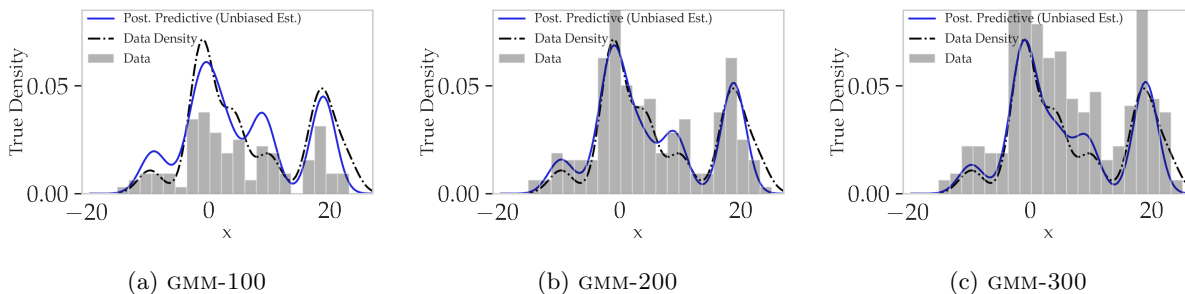 Post. Predictive (Unbiased Est.)
Data Density
Data
True Density
0.05
0.00
−20
0
20
x
(a) GMM-100
Post. Predictive (Unbiased Est.)
Data Density
Data
True Density
0.05
0.00
−20
0
20
x
(b) GMM-200
Post. Predictive (Unbiased Est.)
Data Density
Data
True Density
0.05
0.00
−20
0
20
x
(c) GMM-300